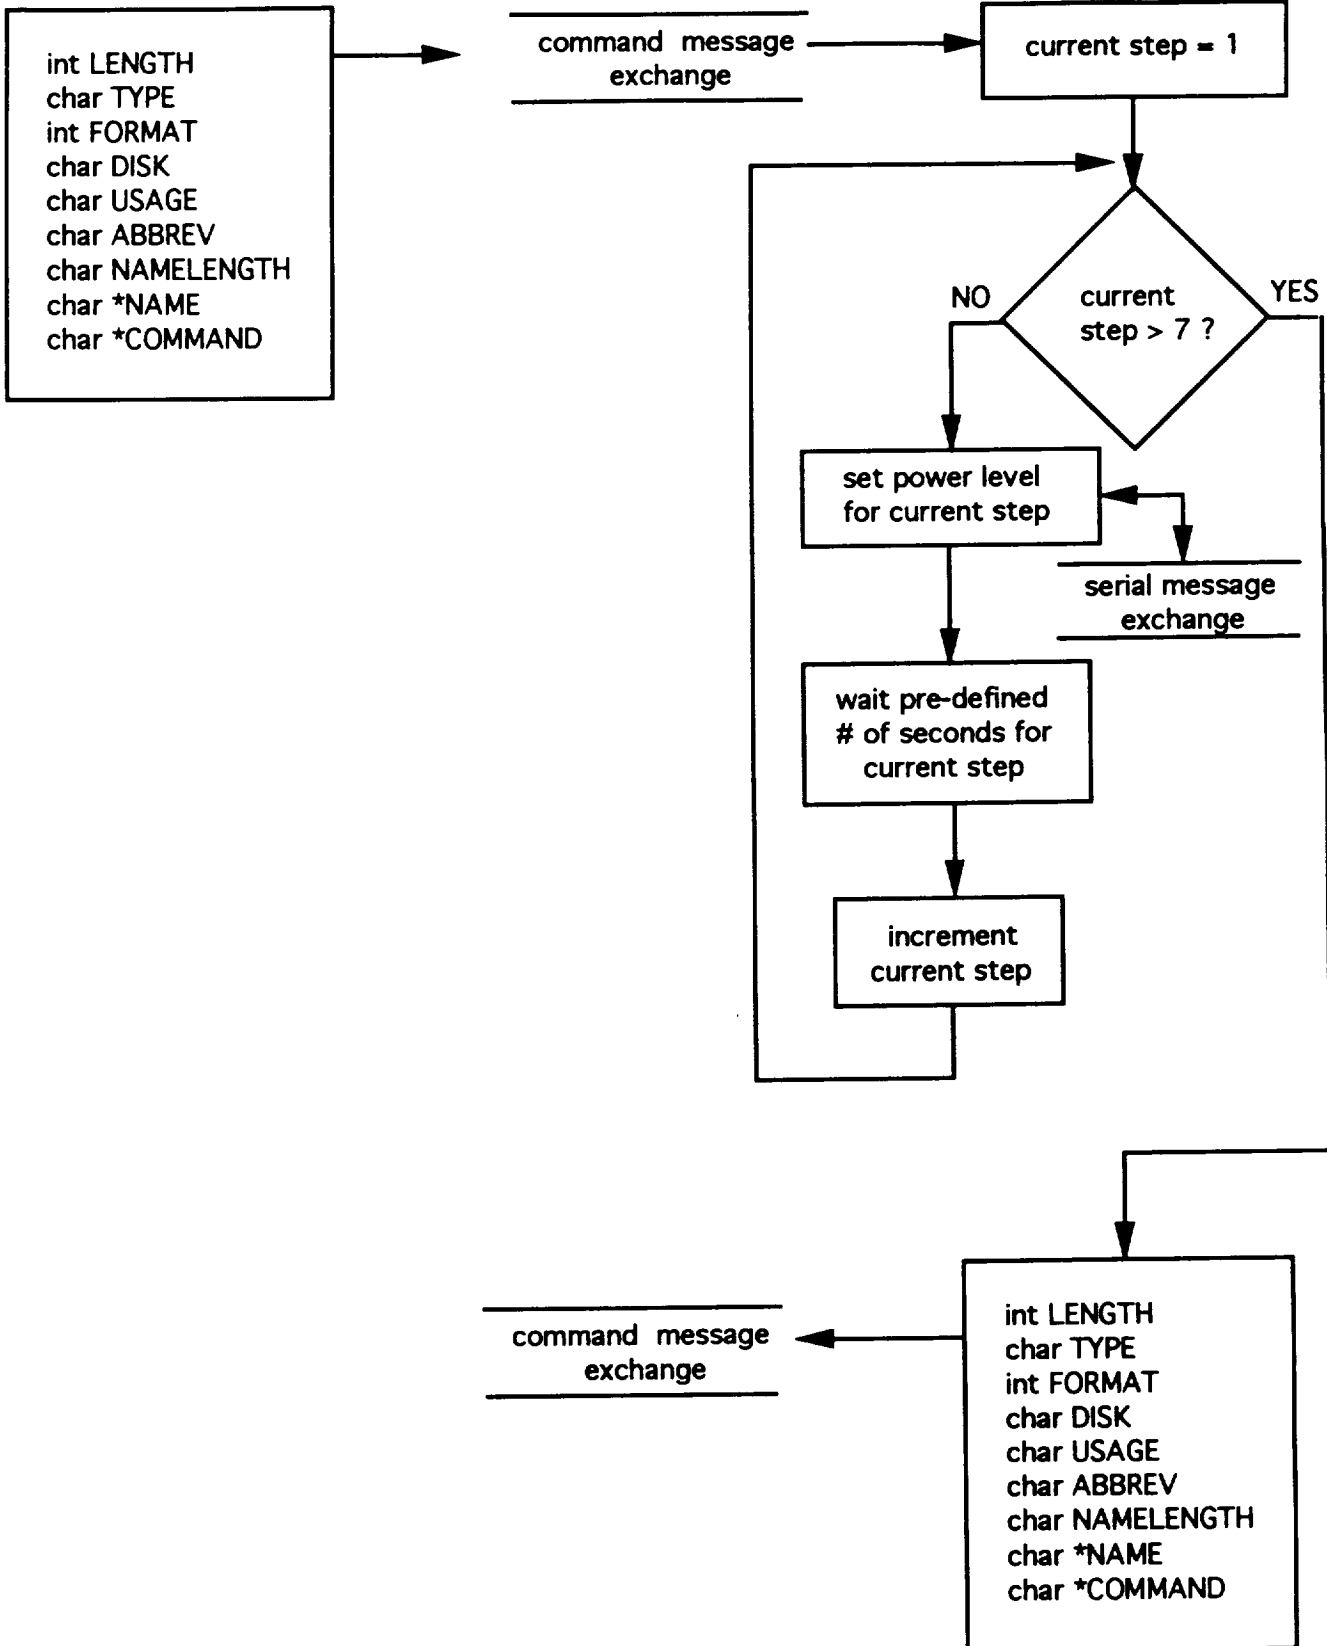 int LENGTH
char TYPE
int FORMAT
char DISK
char USAGE
char ABBREV
char NAMELENGTH
char *NAME
char *COMMAND
command message
exchange
current step = 1
current
step > 7 ?
NO
YES
set power level
for current step
serial message
exchange
wait pre-defined
# of seconds for
current step
increment
current step
command message
exchange
int LENGTH
char TYPE
int FORMAT
char DISK
char USAGE
char ABBREV
char NAMELENGTH
char *NAME
char *COMMAND